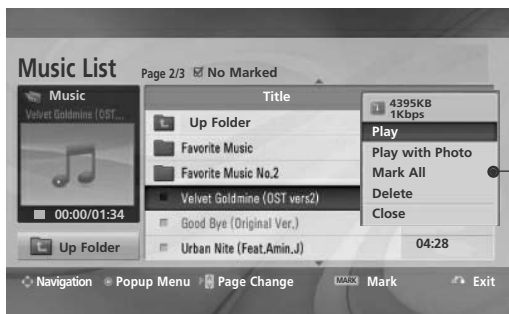 Music List
Page 2/3 ☑ No Marked
Music
Velvet Goldmine (OST...
00:00/01:34
Up Folder
Title
Up Folder
Favorite Music
Favorite Music No.2
Velvet Goldmine (OST vers2)
Good Bye (Original Ver.)
Urban Nite (Feat.Amin.J)
04:28
4395KB
1Kbps
Play
Play with Photo
Mark All
Delete
Close
Navigation
Popup Menu
Page Change
MARK Mark
Exit